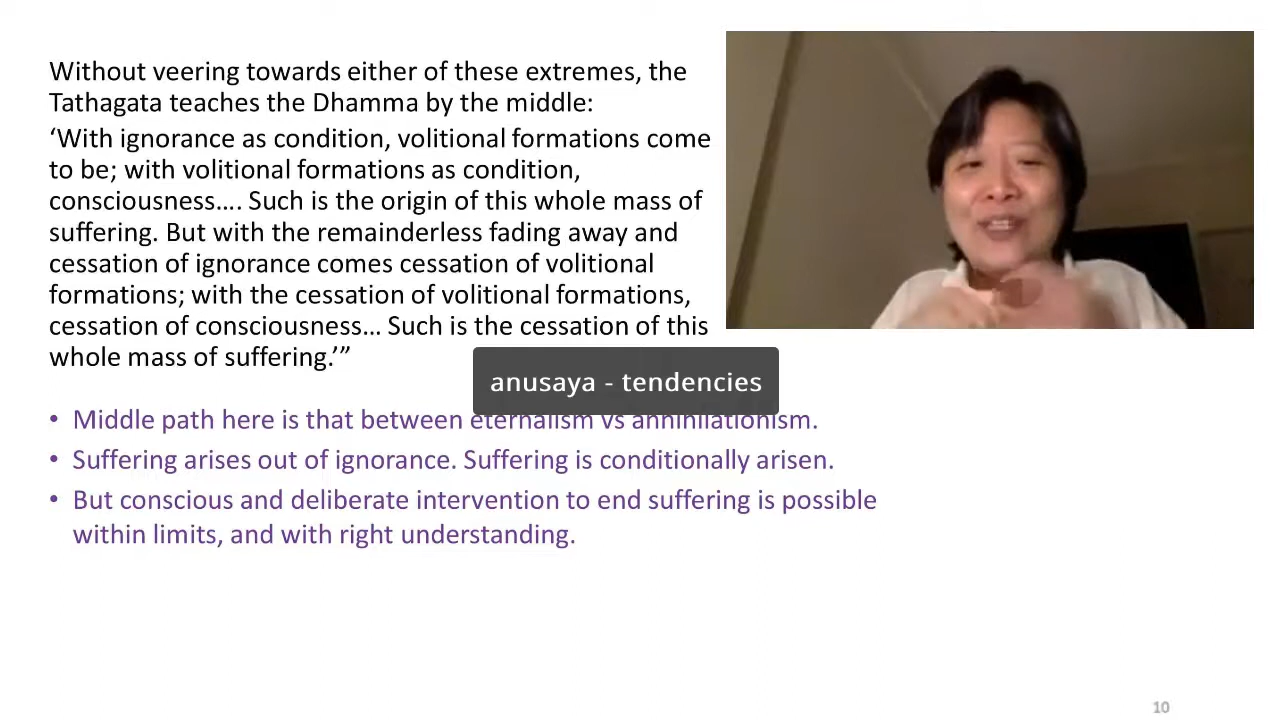 Without veering towards either of these extremes, the
Tathagata teaches the Dhamma by the middle:
‘With ignorance as condition, volitional formations come
to be; with volitional formations as condition,
consciousness…. Such is the origin of this whole mass of
suffering. But with the remainderless fading away and
cessation of ignorance comes cessation of volitional
formations; with the cessation of volitional formations,
cessation of consciousness… Such is the cessation of this
whole mass of suffering.’”
anusaya - tendencies
• Middle path here is that between eternalism vs annihilationism.
• Suffering arises out of ignorance. Suffering is conditionally arisen.
• But conscious and deliberate intervention to end suffering is possible
within limits, and with right understanding.
10